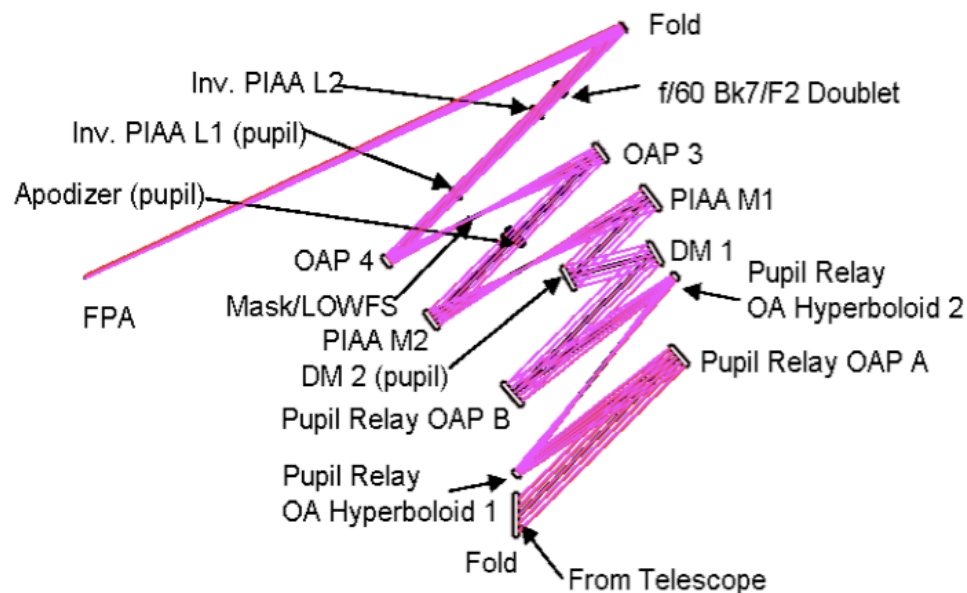 Fold
Inv. PIAA L2
f/60 Bk7/F2 Doublet
Inv. PIAA L1 (pupil)
OAP 3
Apodizer (pupil)
PIAA M1
OAP 4
DM 1
Mask/LOWFS
Pupil Relay
OA Hyperboloid 2
FPA
PIAA M2
DM 2 (pupil)
Pupil Relay OAP A
Pupil Relay OAP B
Pupil Relay
OA Hyperboloid 1
Fold
From Telescope